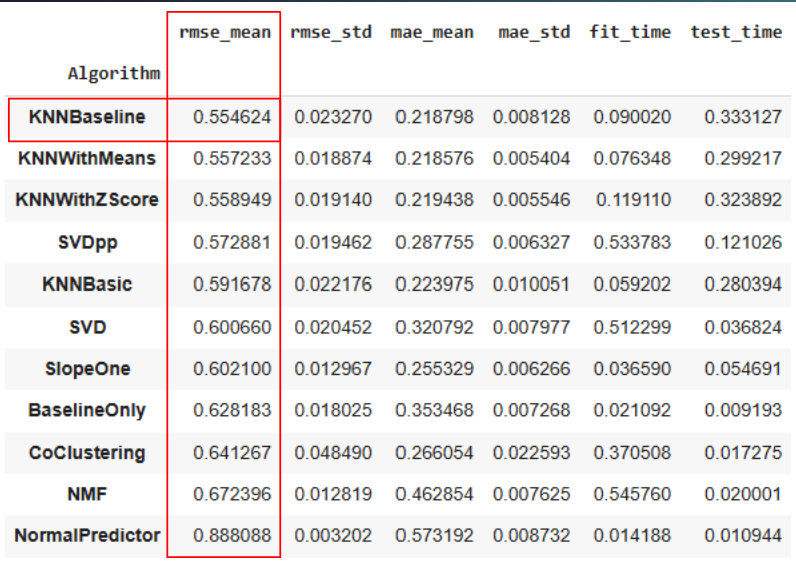 rmse_mean rmse_std mae_mean mae_std fit_time test_time
Algorithm
KNNBaseline 0.554624 0.023270 0.218798 0.008128 0.090020 0.333127
KNNWithMeans 0.557233 0.018874 0.218576 0.005404 0.076348 0.299217
KNNWithZScore 0.558949 0.019140 0.219438 0.005546 0.119110 0.323892
SVDpp 0.572881 0.019462 0.287755 0.006327 0.533783 0.121026
KNNBasic 0.591678 0.022176 0.223975 0.010051 0.059202 0.280394
SVD 0.600660 0.020452 0.320792 0.007977 0.512299 0.036824
SlopeOne 0.602100 0.012967 0.255329 0.006266 0.036590 0.054691
BaselineOnly 0.628183 0.018025 0.353468 0.007268 0.021092 0.009193
CoClustering 0.641267 0.048490 0.266054 0.022593 0.370508 0.017275
NMF 0.672396 0.012819 0.462854 0.007625 0.545760 0.020001
NormalPredictor 0.888088 0.003202 0.573192 0.008732 0.014188 0.010944